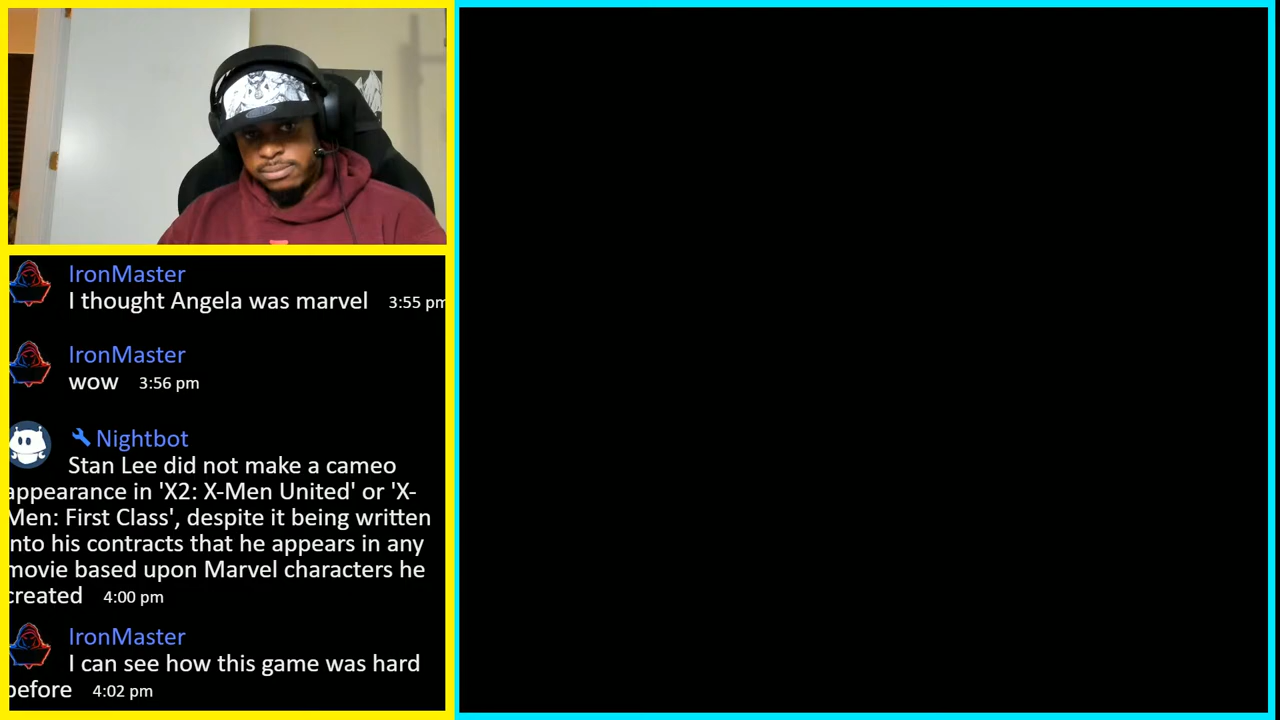 IronMaster
I thought Angela was marvel 3:55 pm
IronMaster
wow 3:56 pm
Nightbot
Stan Lee did not make a cameo
appearance in 'X2: X-Men United' or 'X-
Men: First Class', despite it being written
into his contracts that he appears in any
movie based upon Marvel characters he
created 4:00 pm
IronMaster
I can see how this game was hard
before 4:02 pm